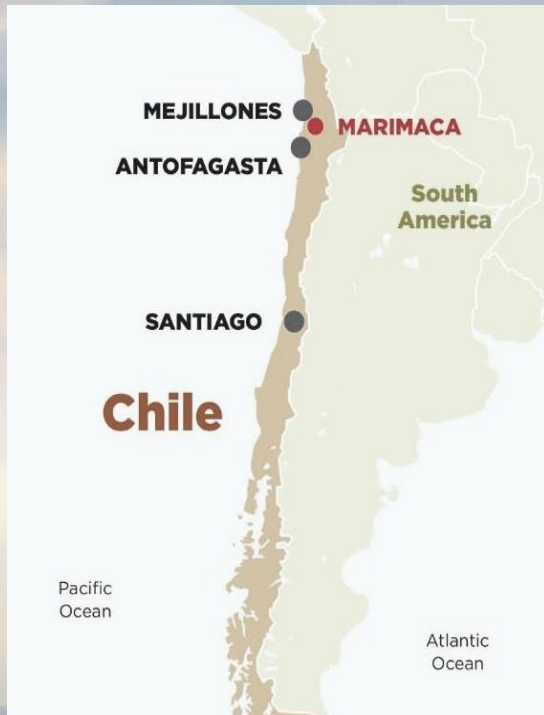 MEJILLONES
MARIMACA
ANTOFAGASTA
South
America
SANTIAGO
Chile
Pacific
Ocean
Atlantic
Ocean